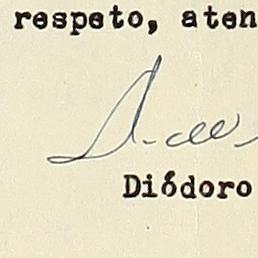 respeto, aten
Diódoro